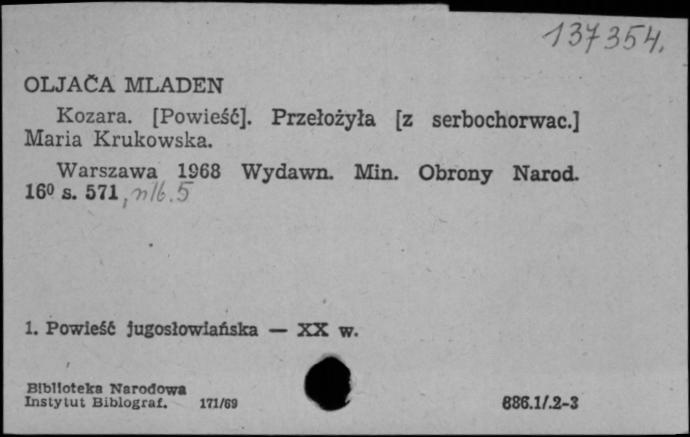 137354.
OLJAČA MLADEN
Kozara. [Powieść]. Przełożyła [z serbochorwac.]
Maria Krukowska.
Warszawa 1968 Wydawn. Min. Obrony Narod.
16⁰ s. 571, nlb. 5
1. Powieść jugosłowiańska — XX w.
Biblioteka Narodowa
Instytut Bibliograf. 171/69
886.1/.2-3